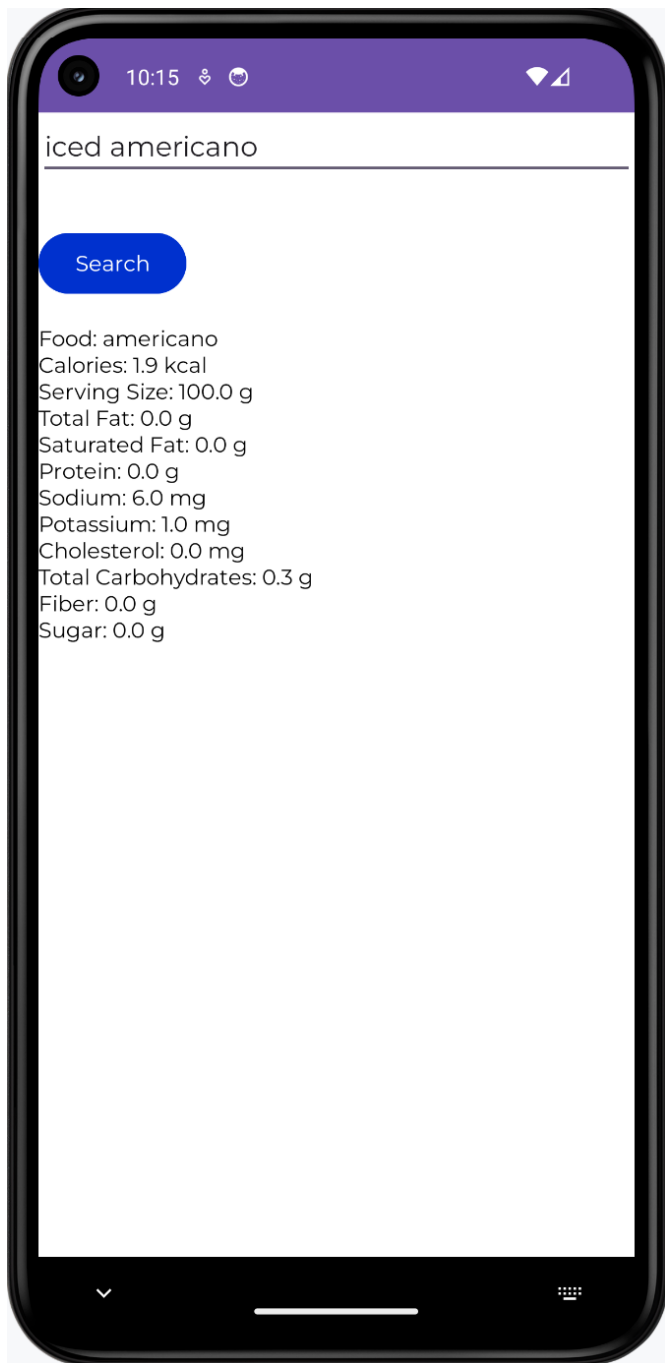 10:15
iced americano
Search
Food: americano
Calories: 1.9 kcal
Serving Size: 100.0 g
Total Fat: 0.0 g
Saturated Fat: 0.0 g
Protein: 0.0 g
Sodium: 6.0 mg
Potassium: 1.0 mg
Cholesterol: 0.0 mg
Total Carbohydrates: 0.3 g
Fiber: 0.0 g
Sugar: 0.0 g